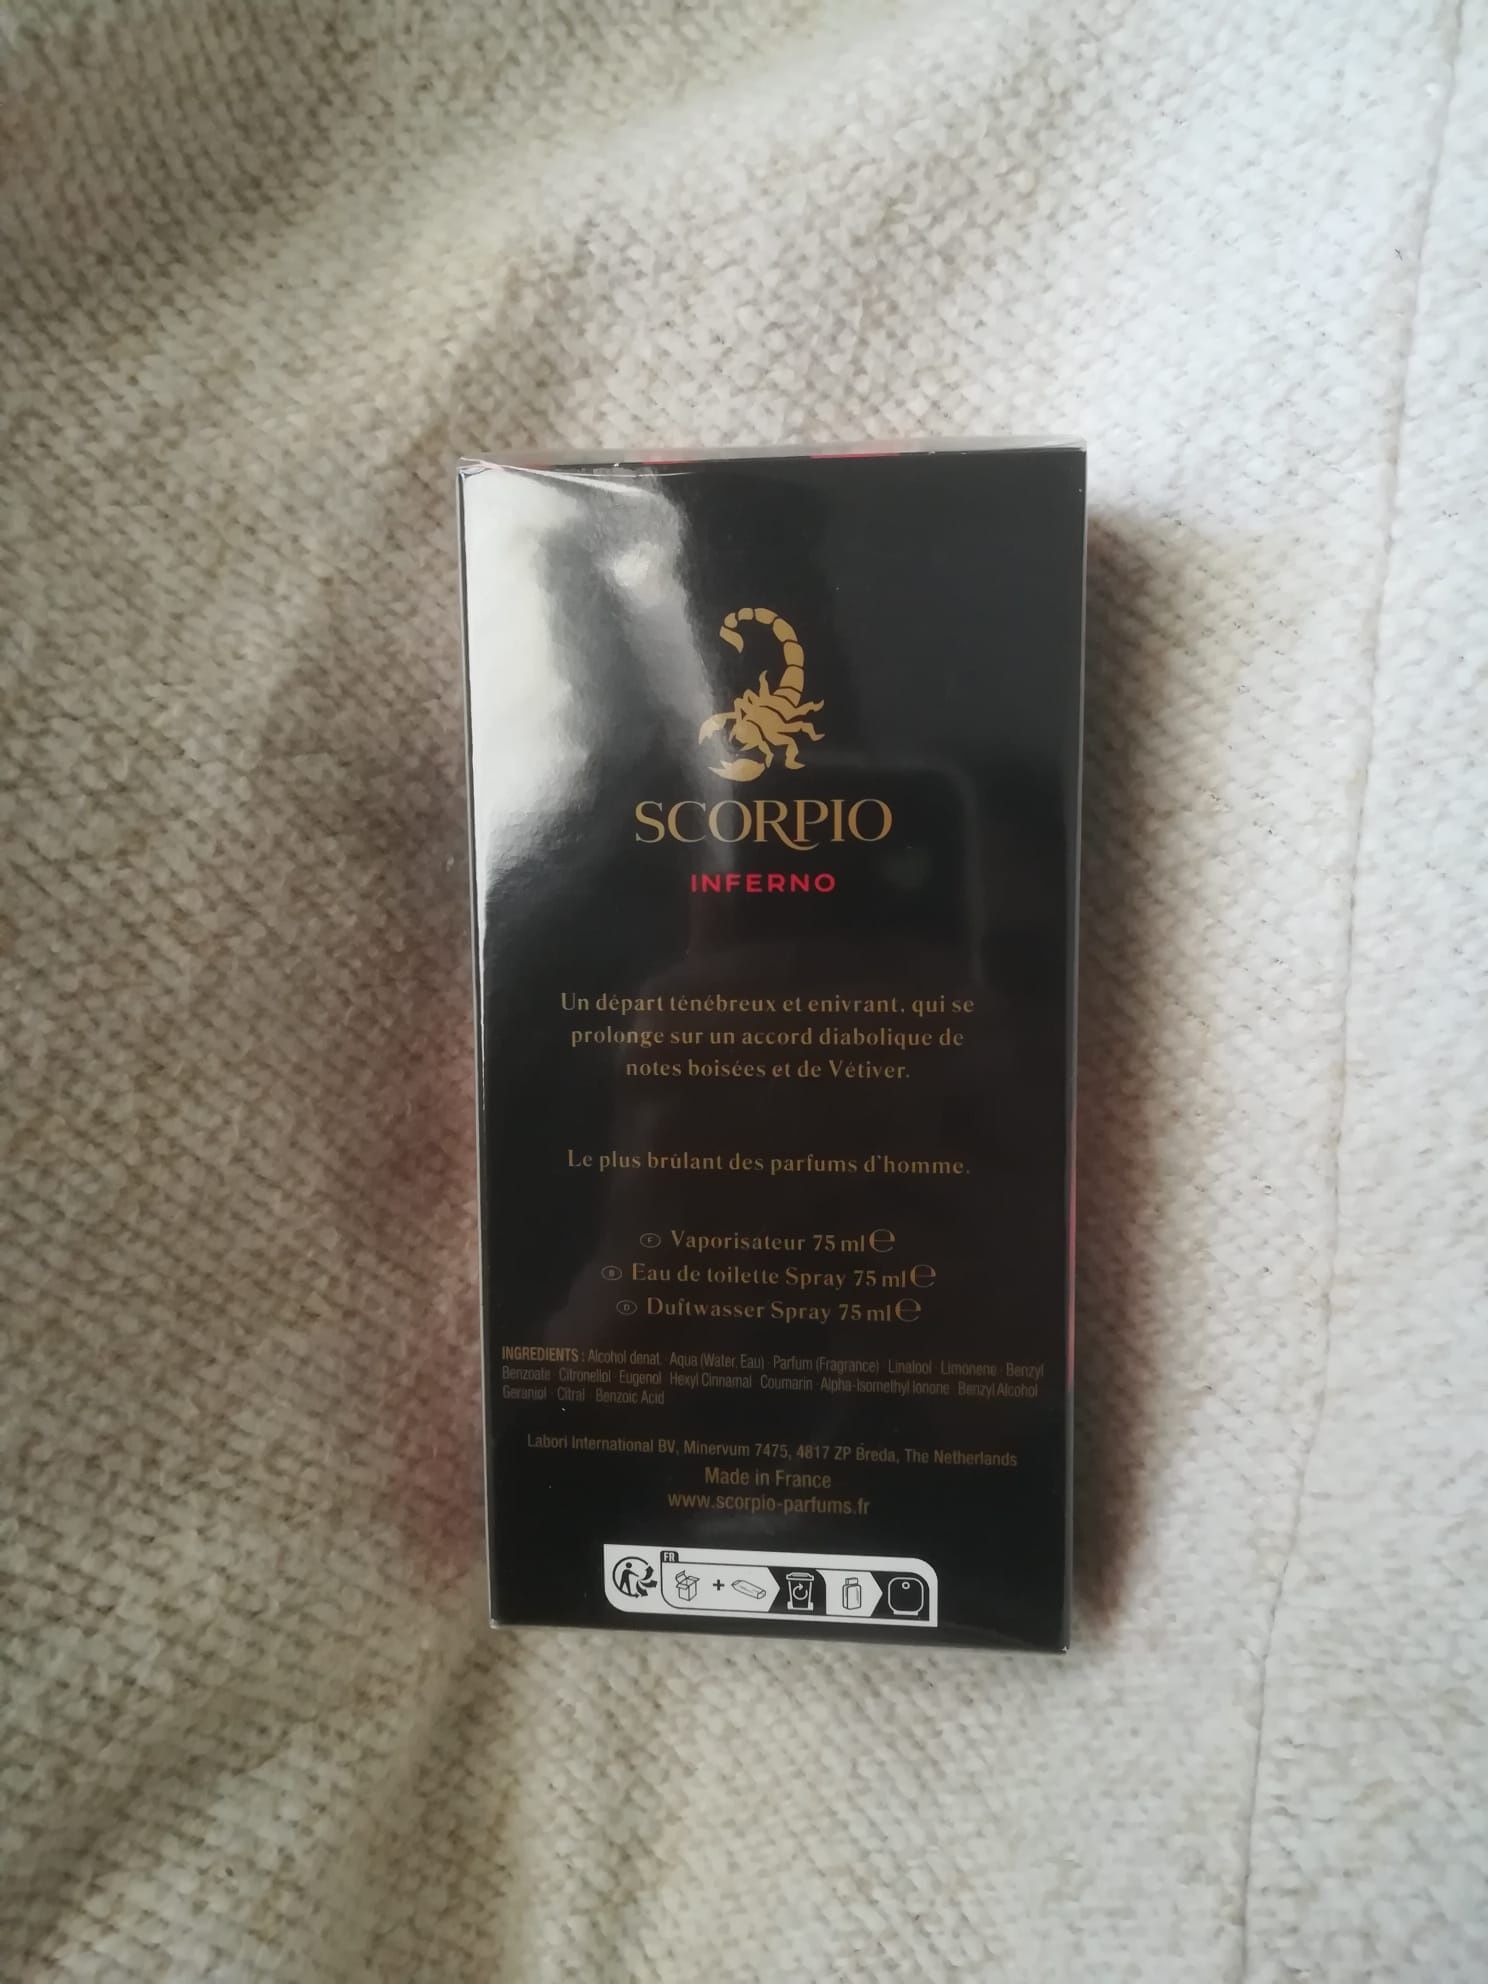 SCORPIO
INFERNO
Un départ ténébreux et enivrant, qui se
prolonge sur un accord diabolique de
notes boisées et de Vétiver.
Le plus brûlant des parfums d'homme.
F Vaporisateur 75 ml e
B Eau de toilette Spray 75 ml e
D Duftwasser Spray 75 ml e
INGREDIENTS : Alcohol denat. · Aqua (Water, Eau) · Parfum (Fragrance) · Linalool · Limonene · Benzyl
Benzoate · Citronellol · Eugenol · Hexyl Cinnamal · Coumarin · Alpha-Isomethyl Ionone · Benzyl Alcohol
Geraniol · Citral · Benzoic Acid
Labori International BV, Minervum 7475, 4817 ZP Breda, The Netherlands
Made in France
www.scorpio-parfums.fr
FR
+